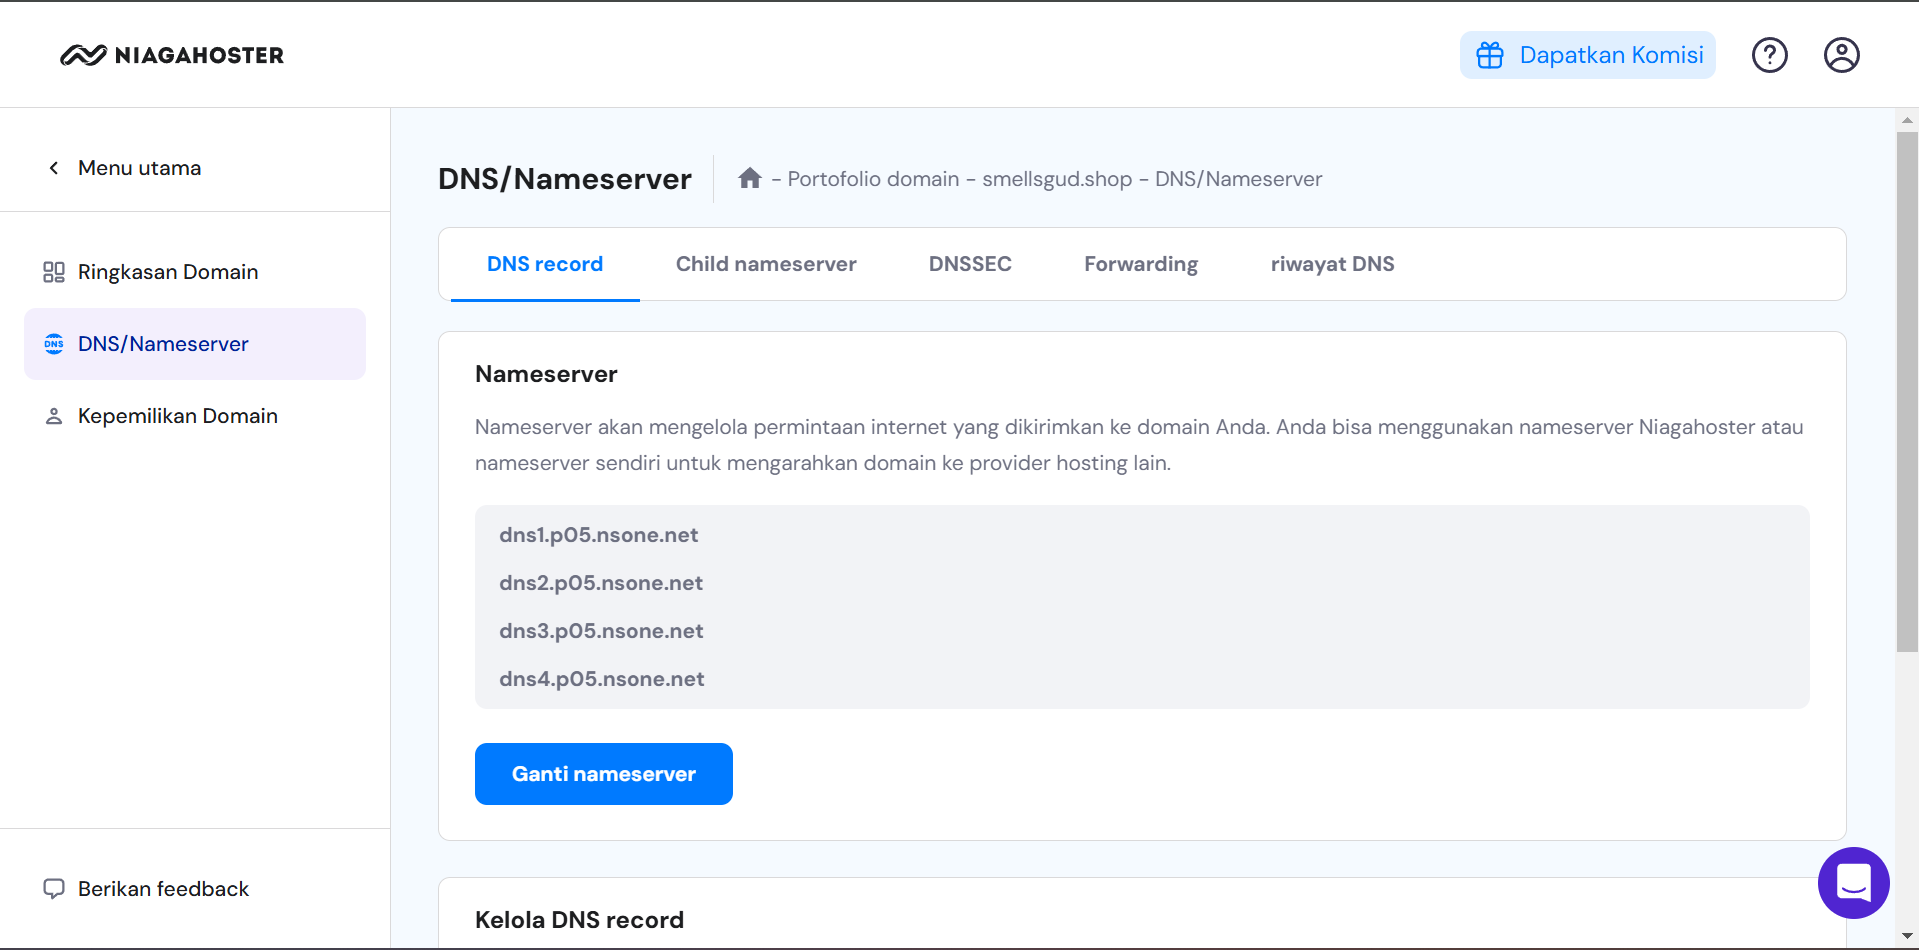 NIAGAHOSTER
Dapatkan Komisi
Menu utama
Ringkasan Domain
DNS
DNS/Nameserver
Kepemilikan Domain
Berikan feedback
DNS/Nameserver
- Portofolio domain - smellsgud.shop - DNS/Nameserver
DNS record
Child nameserver
DNSSEC
Forwarding
riwayat DNS
Nameserver
Nameserver akan mengelola permintaan internet yang dikirimkan ke domain Anda. Anda bisa menggunakan nameserver Niagahoster atau
nameserver sendiri untuk mengarahkan domain ke provider hosting lain.
dns1.p05.nsone.net
dns2.p05.nsone.net
dns3.p05.nsone.net
dns4.p05.nsone.net
Ganti nameserver
Kelola DNS record